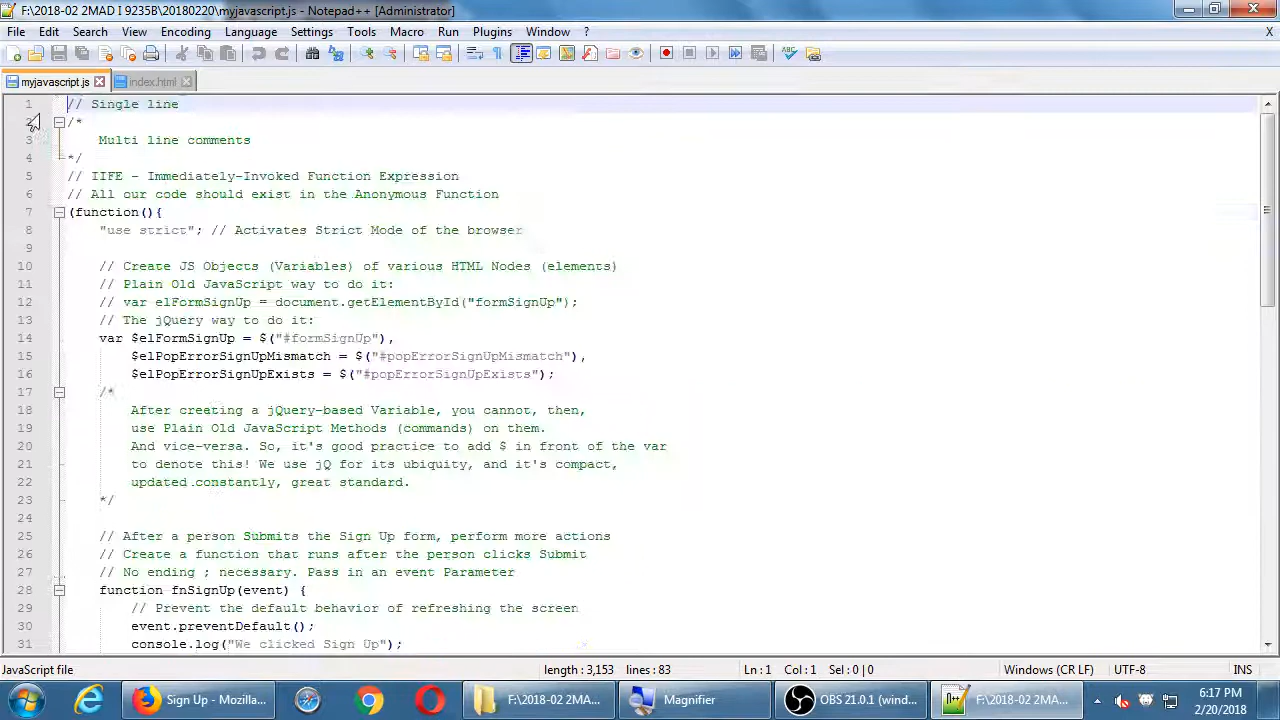 F:\2018-02 2MAD I 9235B\20180220\myjavascript.js - Notepad++ [Administrator]
File Edit Search View Encoding Language Settings Tools Macro Run Plugins Window ? X
myjavascript.js index.html
1 // Single line
2 /*
3 Multi line comments
4 */
5 // IIFE - Immediately-Invoked Function Expression
6 // All our code should exist in the Anonymous Function
7 (function(){
8 "use strict"; // Activates Strict Mode of the browser
9
10 // Create JS Objects (Variables) of various HTML Nodes (elements)
11 // Plain Old JavaScript way to do it:
12 // var elFormSignUp = document.getElementById("formSignUp");
13 // The jQuery way to do it:
14 var $elFormSignUp = $("#formSignUp"),
15 $elPopErrorSignUpMismatch = $("#popErrorSignUpMismatch"),
16 $elPopErrorSignUpExists = $("#popErrorSignUpExists");
17 /*
18 After creating a jQuery-based Variable, you cannot, then,
19 use Plain Old JavaScript Methods (commands) on them.
20 And vice-versa. So, it's good practice to add $ in front of the var
21 to denote this! We use jQ for its ubiquity, and it's compact,
22 updated constantly, great standard.
23 */
24
25 // After a person Submits the Sign Up form, perform more actions
26 // Create a function that runs after the person clicks Submit
27 // No ending ; necessary. Pass in an event Parameter
28 function fnSignUp(event) {
29 // Prevent the default behavior of refreshing the screen
30 event.preventDefault();
31 console.log("We clicked Sign Up");
JavaScript file length : 3,153 lines : 83 Ln : 1 Col : 1 Sel : 0 | 0 Windows (CR LF) UTF-8 INS
Sign Up - Mozilla... F:\2018-02 2MA... Magnifier OBS 21.0.1 (wind... F:\2018-02 2MA... 6:17 PM
2/20/2018